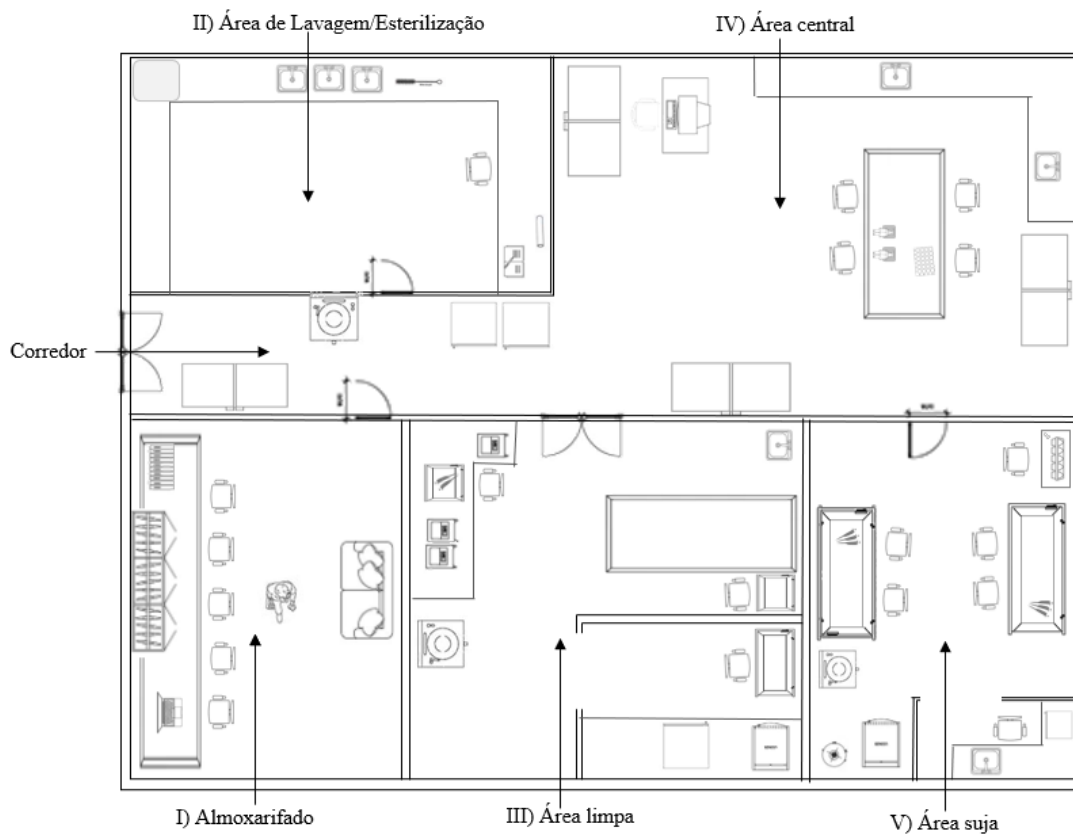 II) Área de Lavagem/Esterilização
IV) Área central
Corredor
I) Almoxarifado
III) Área limpa
V) Área suja